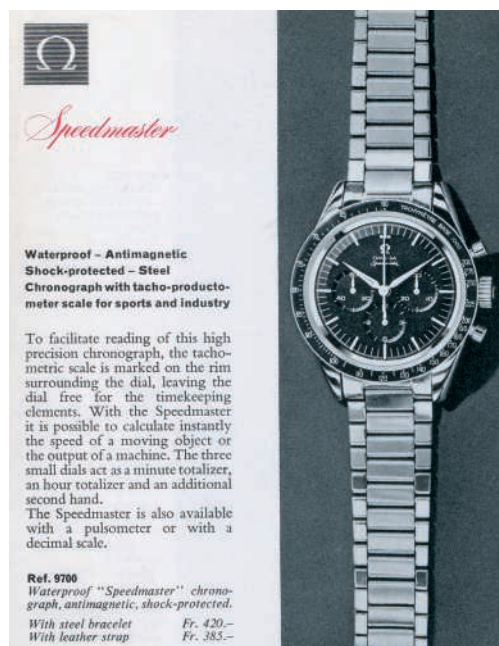 Ω
Speedmaster
Waterproof – Antimagnetic
Shock-protected – Steel
Chronograph with tacho-producto-
meter scale for sports and industry
To facilitate reading of this high
precision chronograph, the tacho-
metric scale is marked on the rim
surrounding the dial, leaving the
dial free for the timekeeping
elements. With the Speedmaster
it is possible to calculate instantly
the speed of a moving object or
the output of a machine. The three
small dials act as a minute totalizer,
an hour totalizer and an additional
second hand.
The Speedmaster is also available
with a pulsometer or with a
decimal scale.
Ref. 9700
Waterproof "Speedmaster" chrono-
graph, antimagnetic, shock-protected.
With steel bracelet Fr. 420.–
With leather strap Fr. 385.–
TACHYMÈTRE BASE 1000
Ω
OMEGA
Speedmaster